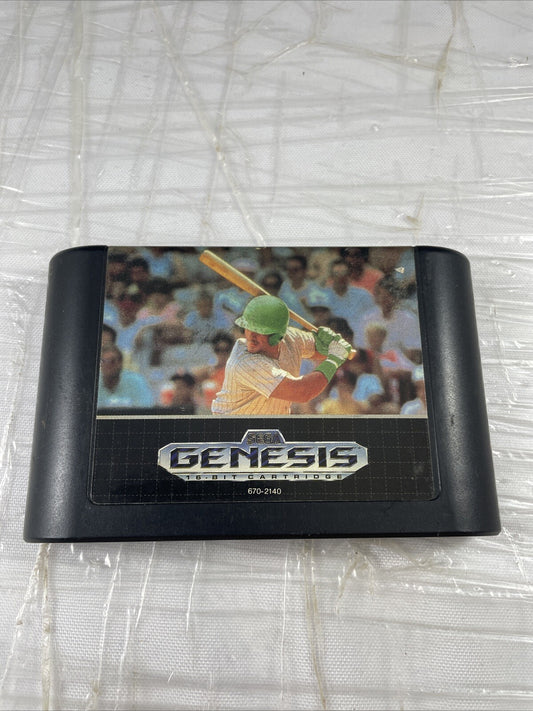 SEGA
GENESIS
16-BIT CARTRIDGE
670-2140